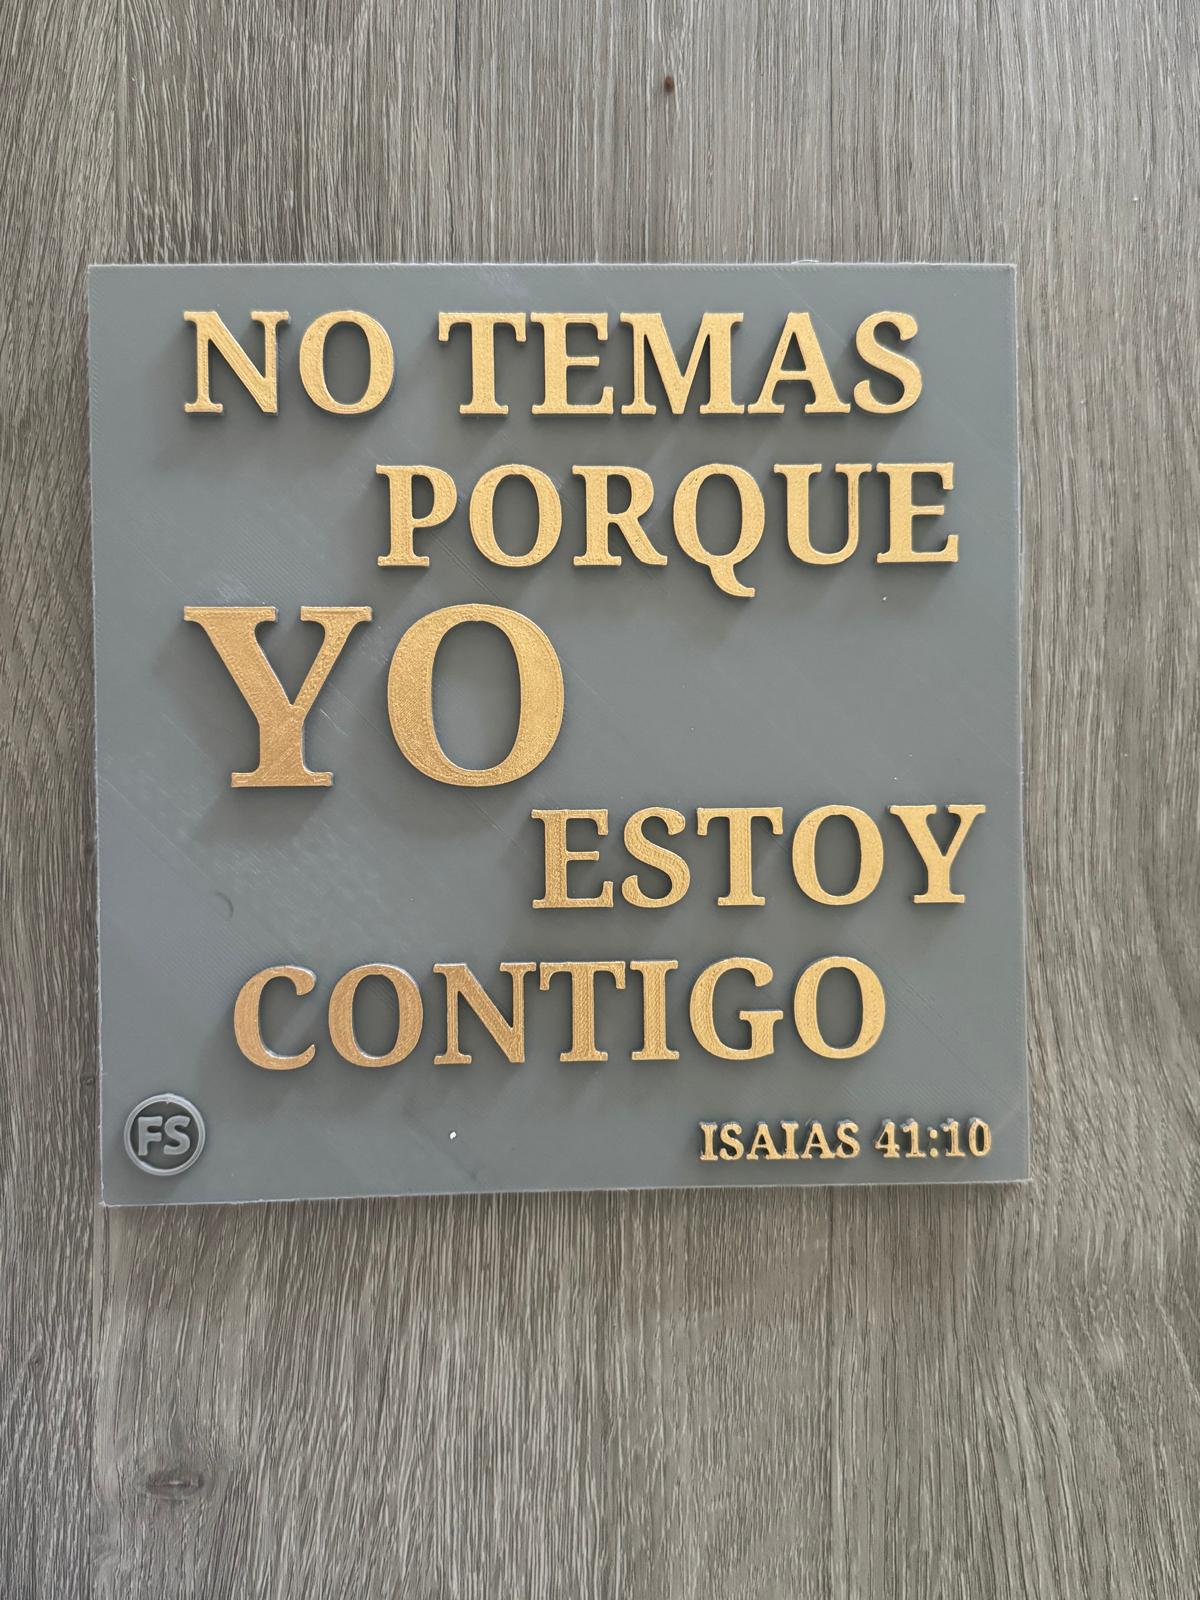 NO TEMAS
PORQUE
YO
ESTOY
CONTIGO
FS
ISAIAS 41:10